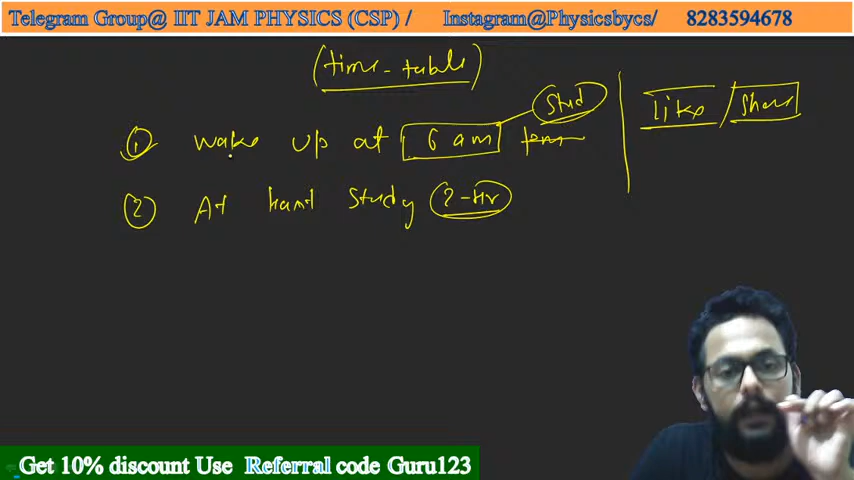 Telegram Group@ IIT JAM PHYSICS (CSP) / Instagram@Physicsbycs/ 8283594678
(time-table)
Stud
like / share
① wake up at 6 am
② At Study 2-Hr
Get 10% discount Use Referral code Guru123